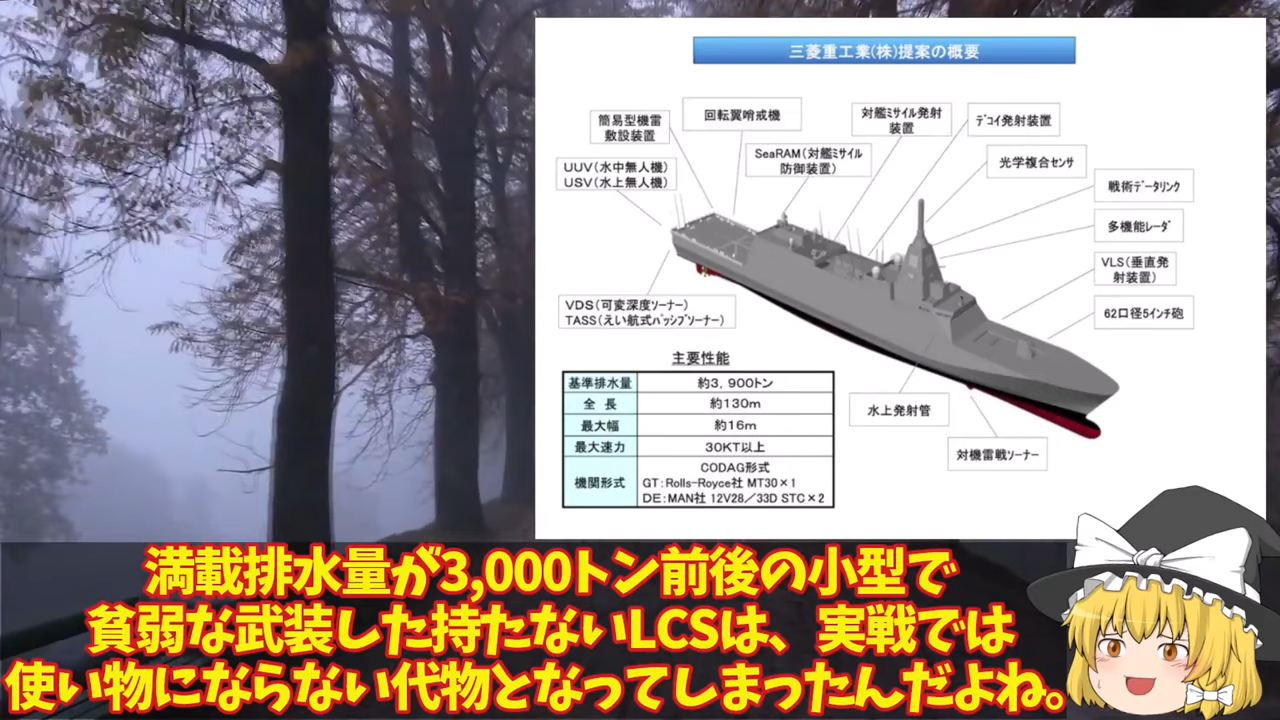 三菱重工業(株)提案の概要
簡易型機雷
敷設装置
回転翼哨戒機
対艦ミサイル発射
装置
デコイ発射装置
UUV(水中無人機)
USV(水上無人機)
SeaRAM(対艦ミサイル
防御装置)
光学複合センサ
戦術データリンク
多機能レーダ
VLS(垂直発
射装置)
62口径5インチ砲
VDS(可変深度ソーナー)
TASS(えい航式パッシブソーナー)
水上発射管
対機雷戦ソーナー
主要性能
基準排水量 約3,900トン
全 長 約130m
最大幅 約16m
最大速力 30KT以上
機関形式 CODAG形式
GT:Rolls-Royce社 MT30×1
DE:MAN社 12V28/33D STC×2
満載排水量が3,000トン前後の小型で
貧弱な武装した持たないLCSは、実戦では
使い物にならない代物となってしまったんだよね。